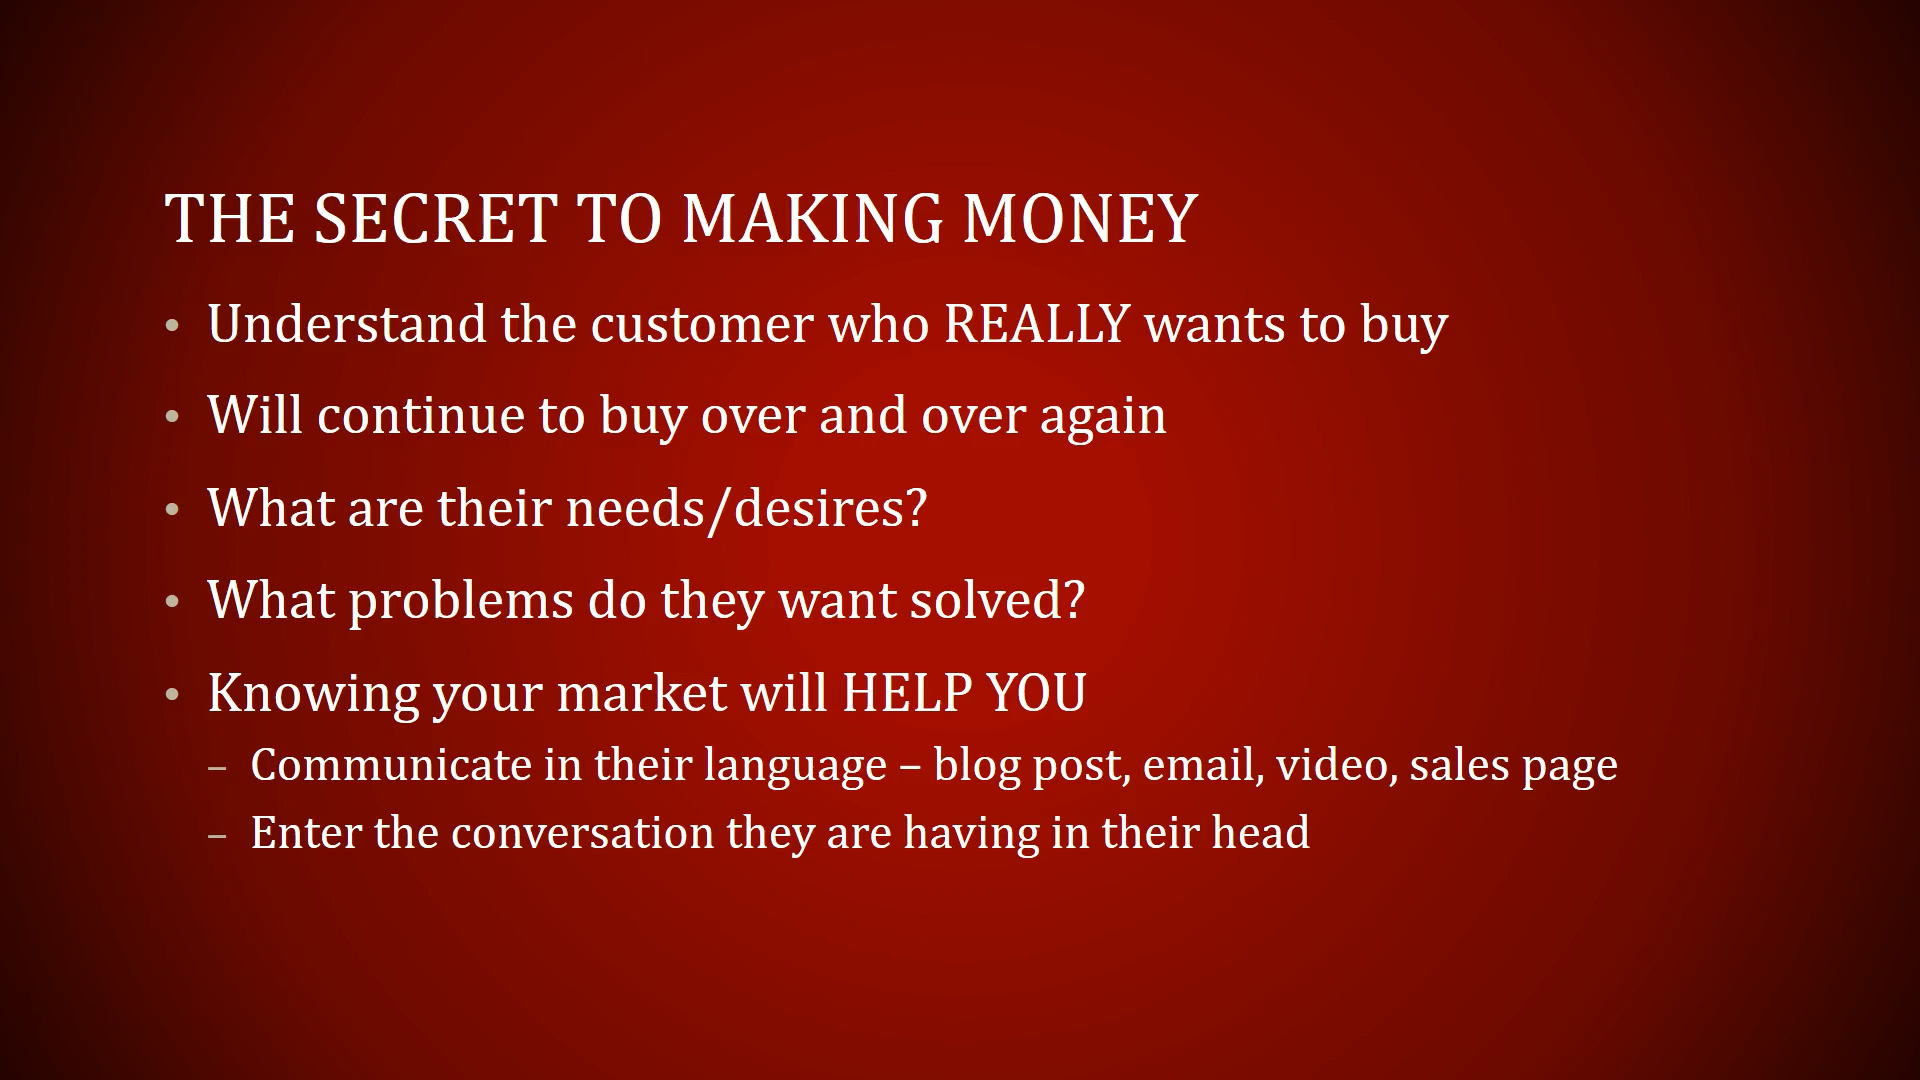 THE SECRET TO MAKING MONEY
• Understand the customer who REALLY wants to buy
• Will continue to buy over and over again
• What are their needs/desires?
• What problems do they want solved?
• Knowing your market will HELP YOU
– Communicate in their language – blog post, email, video, sales page
– Enter the conversation they are having in their head